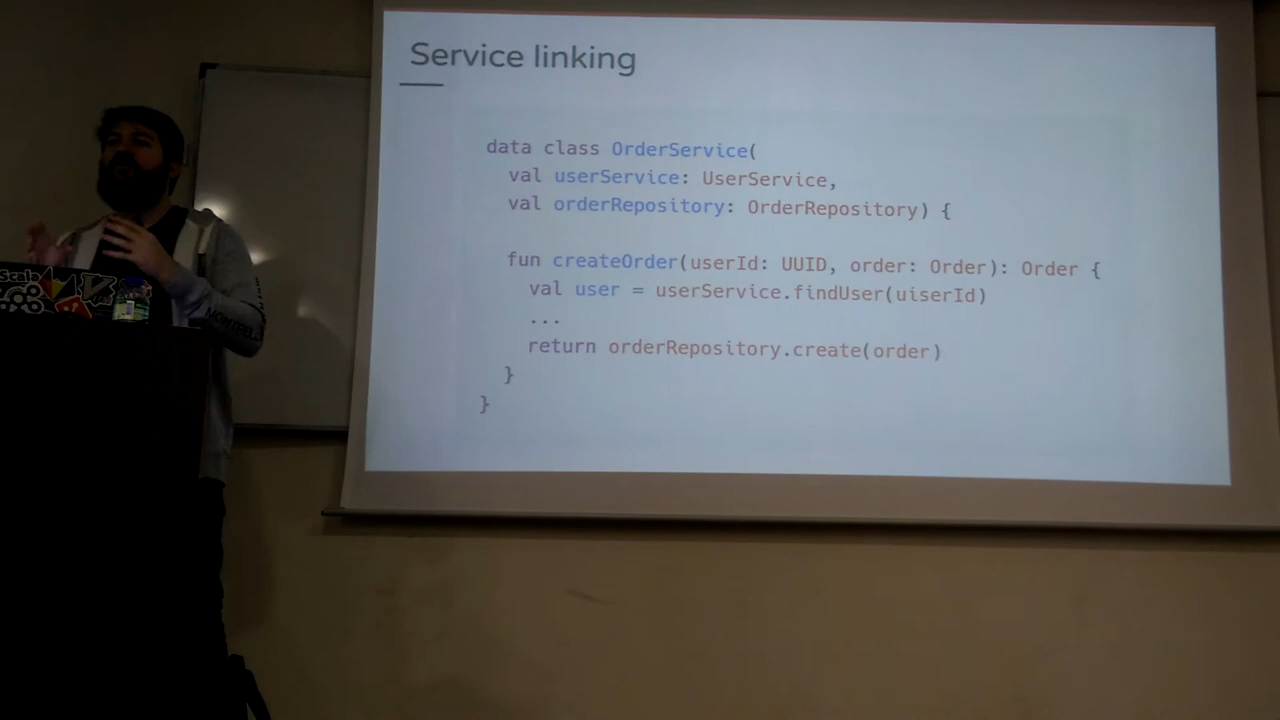 Service linking
data class OrderService(
val userService: UserService,
val orderRepository: OrderRepository) {
fun createOrder(userId: UUID, order: Order): Order {
val user = userService.findUser(uiserId)
...
return orderRepository.create(order)
}
}
Scala